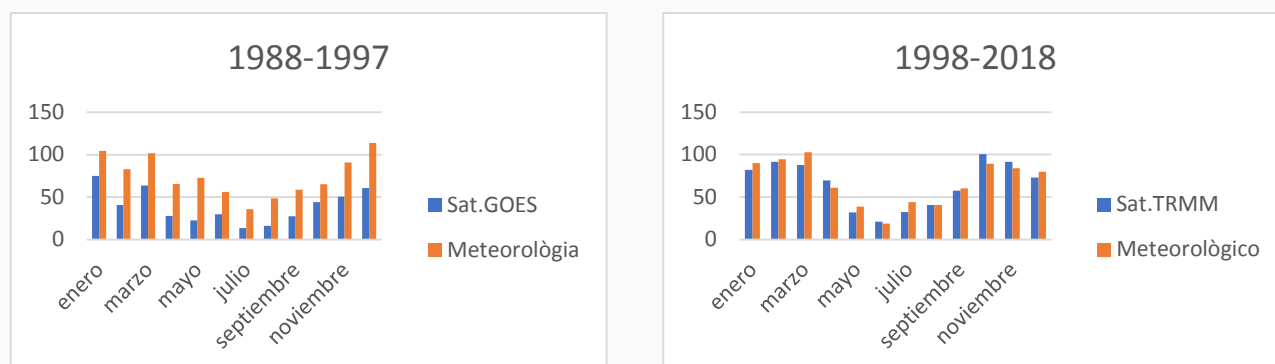 1988-1997
150
100
50
0
enero
marzo
mayo
julio
septiembre
noviembre
Sat.GOES
Meteorològia
1998-2018
150
100
50
0
enero
marzo
mayo
julio
septiembre
noviembre
Sat.TRMM
Meteorològico